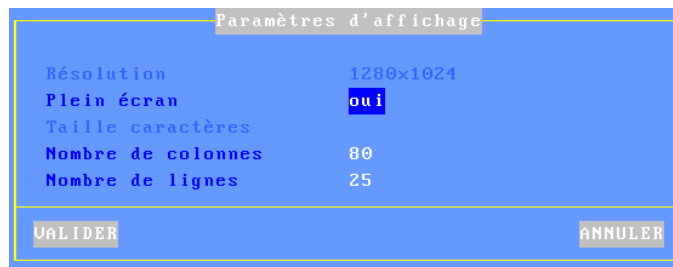 Paramètres d'affichage
Résolution 1280x1024
Plein écran oui
Taille caractères
Nombre de colonnes 80
Nombre de lignes 25
VALIDER ANNULER